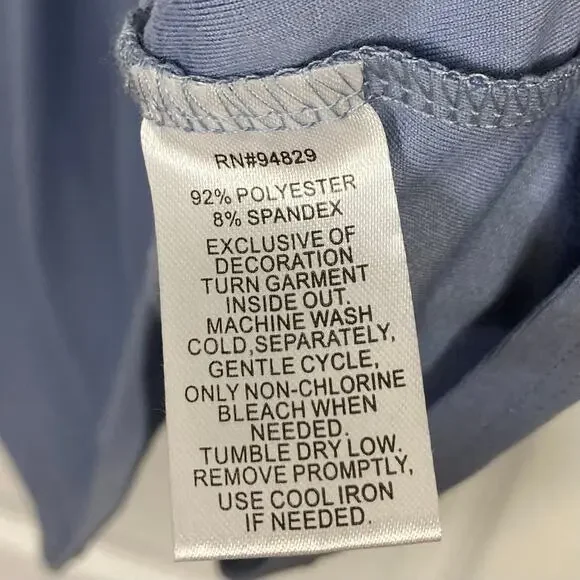 RN#94829
92% POLYESTER
8% SPANDEX
EXCLUSIVE OF
DECORATION
TURN GARMENT
INSIDE OUT.
MACHINE WASH
COLD,SEPARATELY,
GENTLE CYCLE,
ONLY NON-CHLORINE
BLEACH WHEN
NEEDED.
TUMBLE DRY LOW.
REMOVE PROMPTLY,
USE COOL IRON
IF NEEDED.